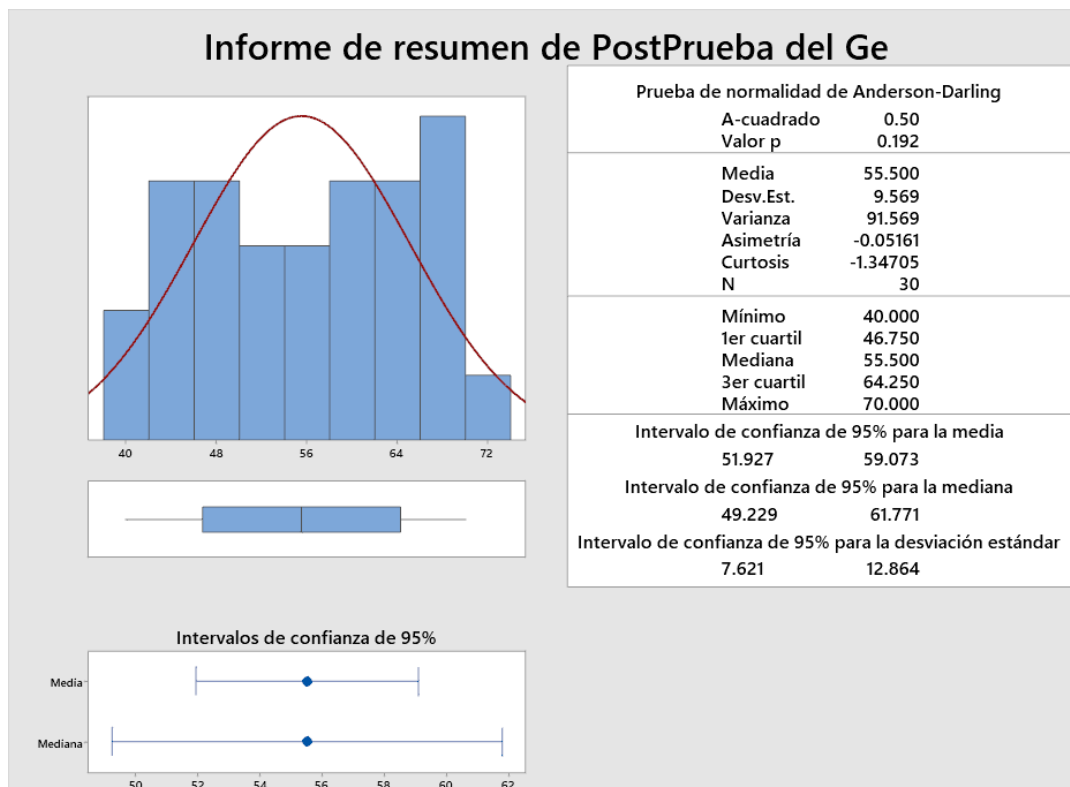 Informe de resumen de PostPrueba del Ge
Prueba de normalidad de Anderson-Darling
A-cuadrado 0.50
Valor p 0.192
Media 55.500
Desv.Est. 9.569
Varianza 91.569
Asimetría -0.05161
Curtosis -1.34705
N 30
Mínimo 40.000
1er cuartil 46.750
Mediana 55.500
3er cuartil 64.250
Máximo 70.000
Intervalo de confianza de 95% para la media
51.927 59.073
Intervalo de confianza de 95% para la mediana
49.229 61.771
Intervalo de confianza de 95% para la desviación estándar
7.621 12.864
40 48 56 64 72
Intervalos de confianza de 95%
Media
Mediana
50 52 54 56 58 60 62